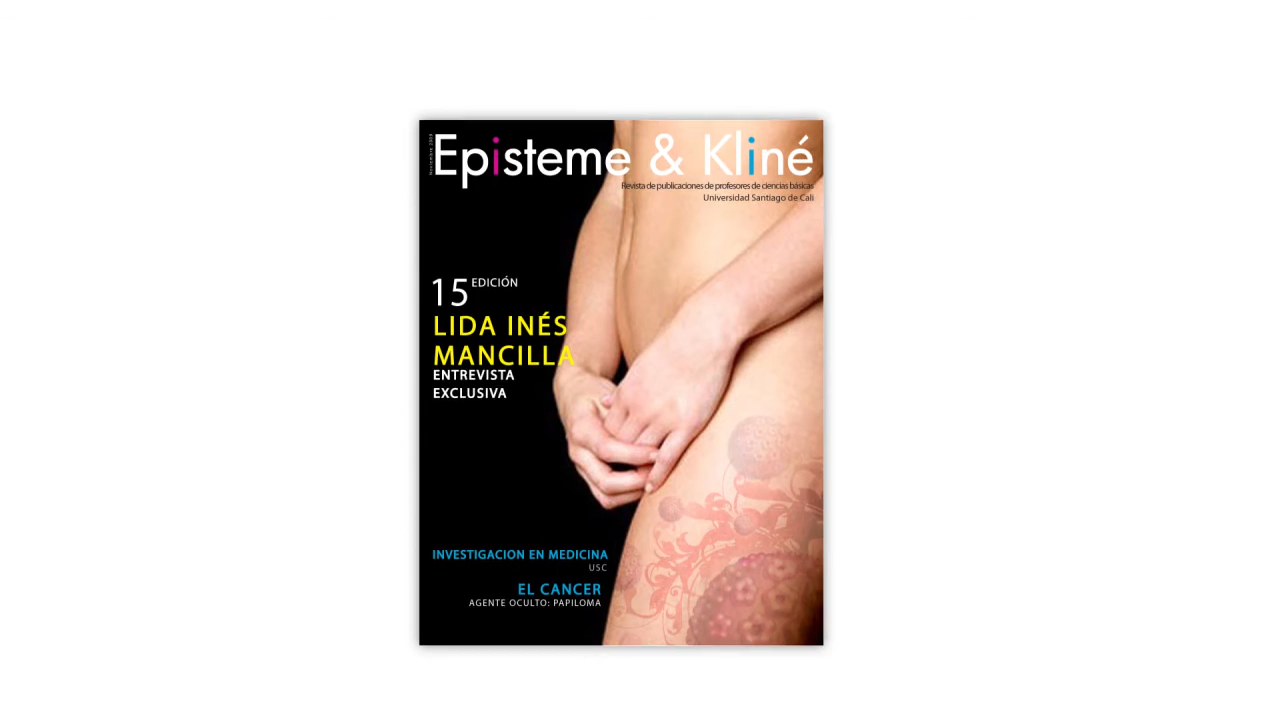 Episteme & Kliné
Revista de publicaciones de profesores de ciencias básicas
Universidad Santiago de Cali
15 EDICIÓN
LIDA INÉS
MANCILLA
ENTREVISTA
EXCLUSIVA
INVESTIGACION EN MEDICINA
USC
EL CANCER
AGENTE OCULTO: PAPILOMA